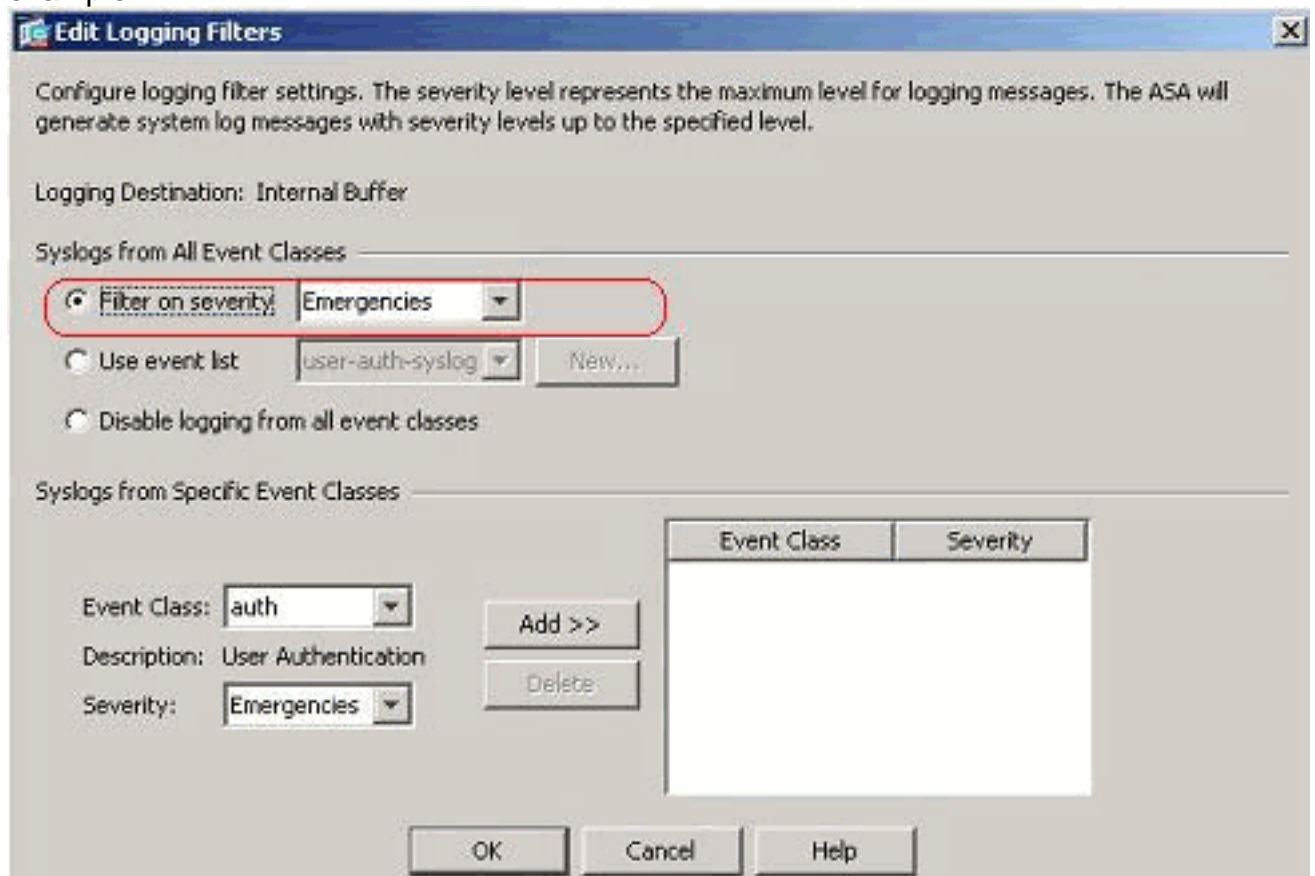 Edit Logging Filters
Configure logging filter settings. The severity level represents the maximum level for logging messages. The ASA will
generate system log messages with severity levels up to the specified level.
Logging Destination: Internal Buffer
Syslogs from All Event Classes
Filter on severity Emergencies
Use event list user-auth-syslog New...
Disable logging from all event classes
Syslogs from Specific Event Classes
Event Class Severity
Event Class: auth
Add >>
Description: User Authentication
Delete
Severity: Emergencies
OK Cancel Help